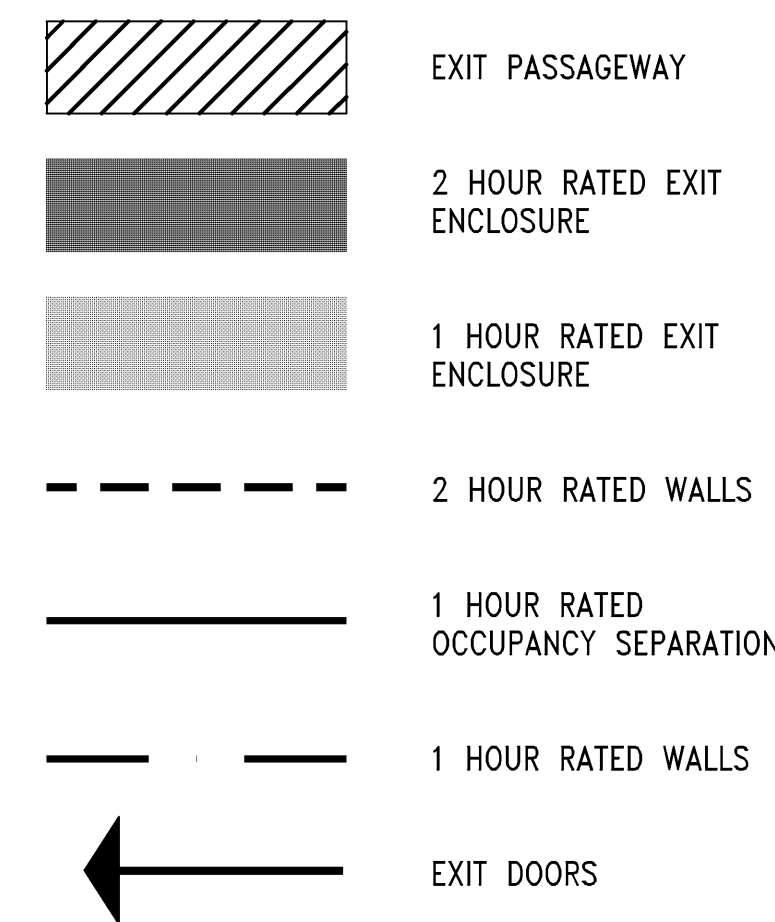 EXIT PASSAGEWAY
2 HOUR RATED EXIT
ENCLOSURE
1 HOUR RATED EXIT
ENCLOSURE
2 HOUR RATED WALLS
1 HOUR RATED
OCCUPANCY SEPARATION
1 HOUR RATED WALLS
EXIT DOORS